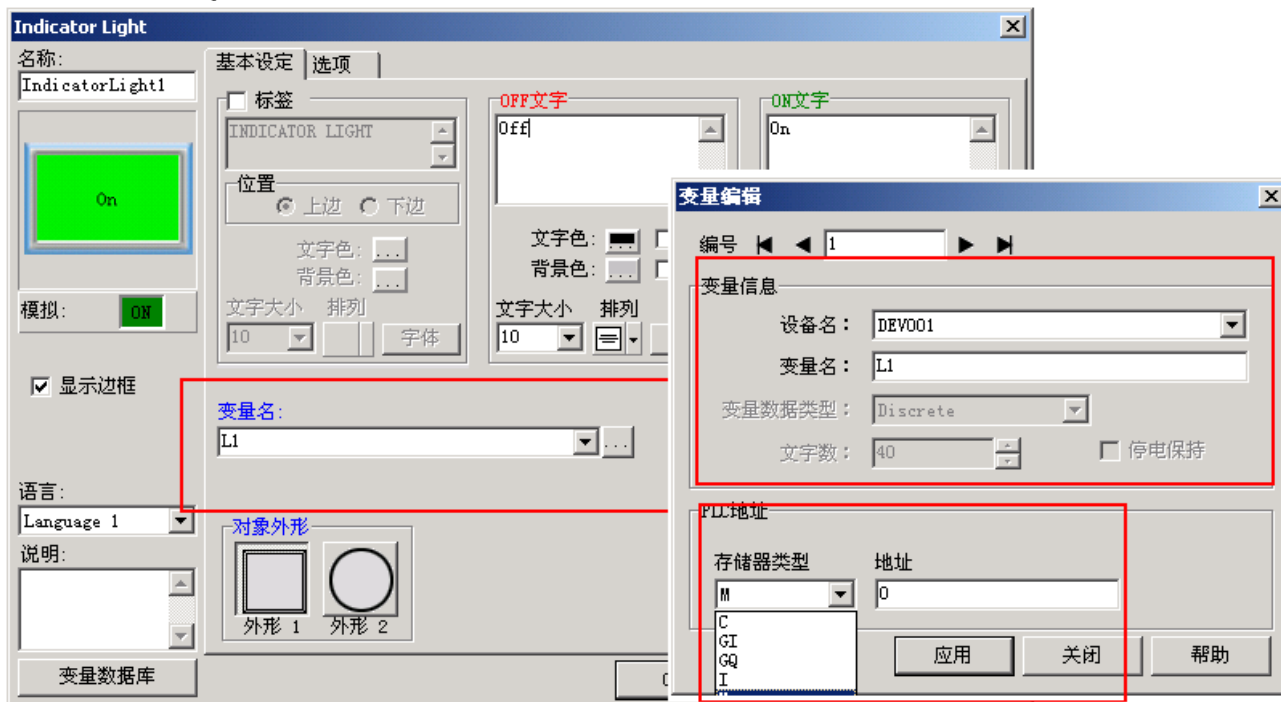 Indicator Light
名称:
IndicatorLight1
基本设定
选项
标签
INDICATOR LIGHT
位置
上边
下边
文字色:
...
背景色:
...
文字大小
排列
10
字体
OFF文字
Off
文字色:
...
背景色:
...
文字大小
排列
10
ON文字
On
On
模拟:
ON
显示边框
变量名:
L1
...
语言:
Language 1
说明:
对象外形
外形 1
外形 2
变量数据库
变量编辑
编号
1
变量信息
设备名:
DEV001
变量名:
L1
变量数据类型:
Discrete
文字数:
40
停电保持
PLC地址
存储器类型
地址
M
0
C
GI
GQ
I
应用
关闭
帮助